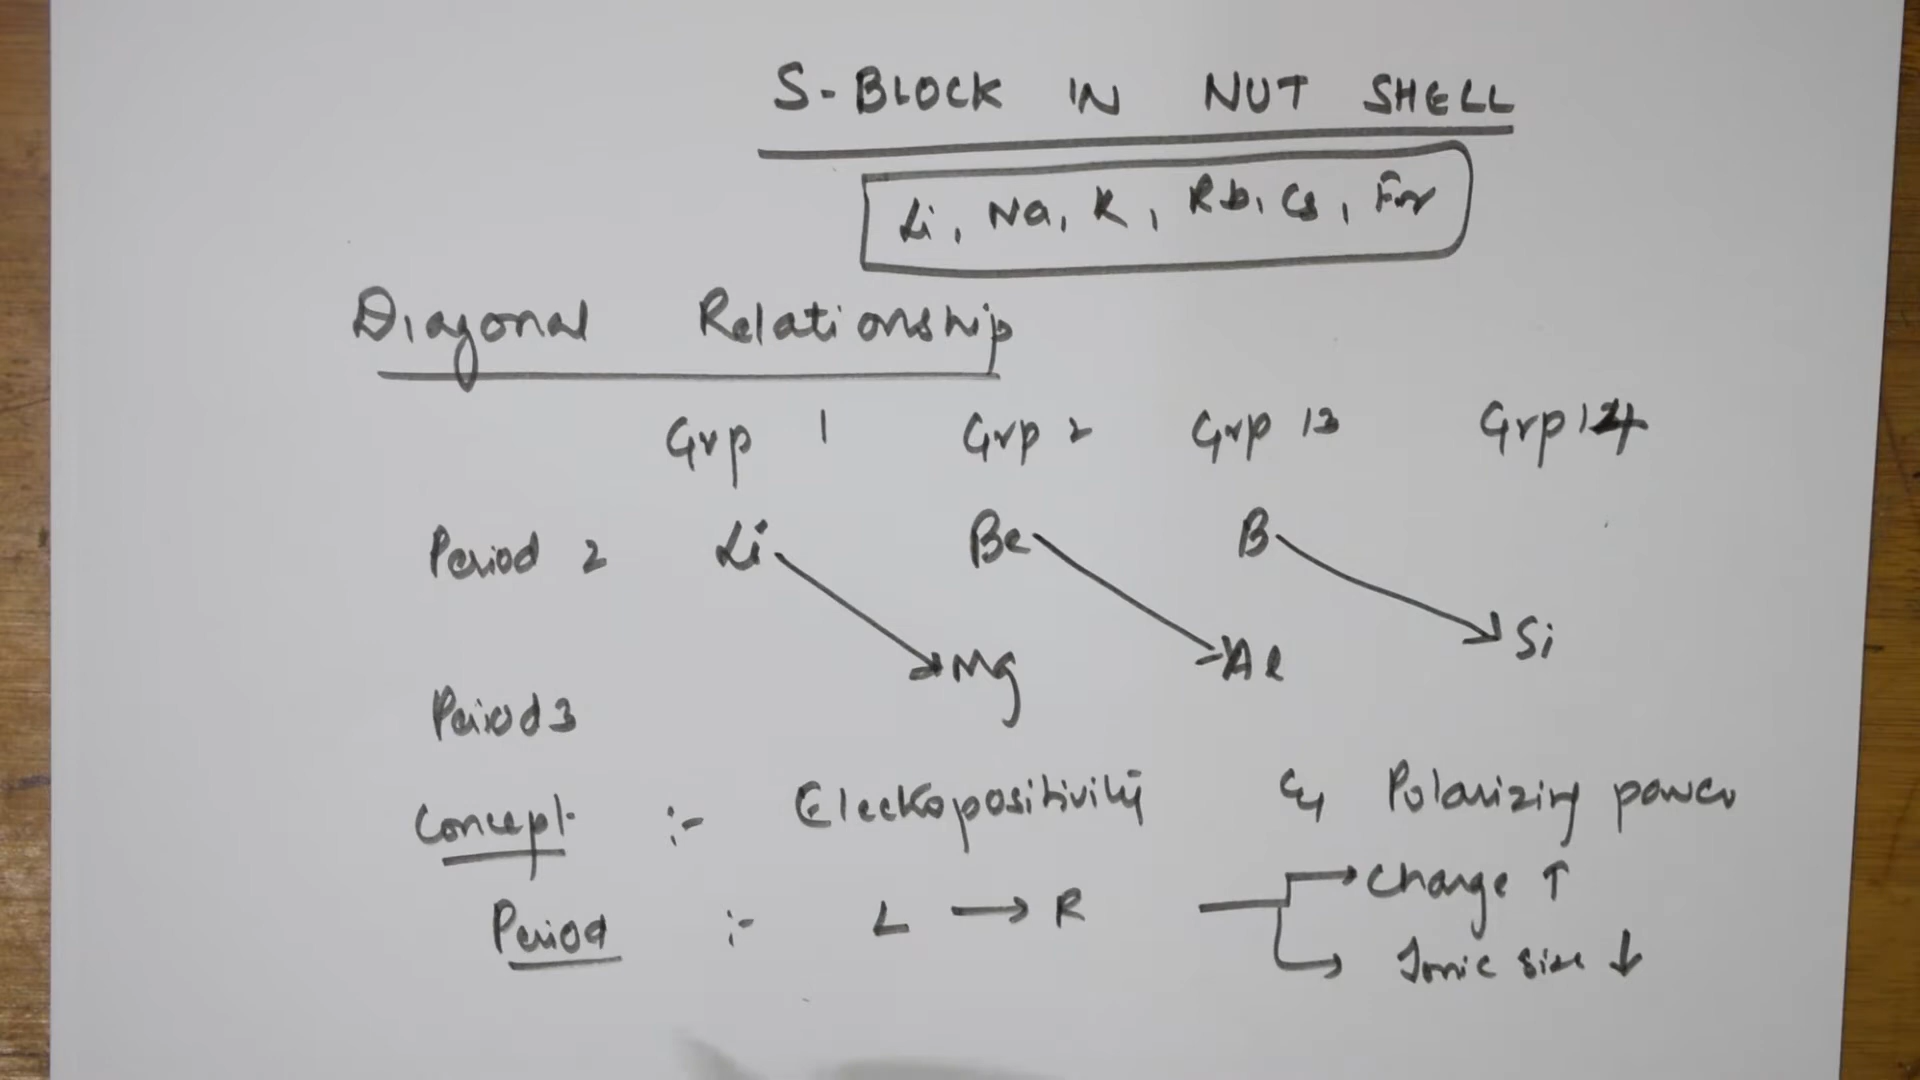 S-BLOCK IN NUT SHELL
Li, Na, K, Rb, Cs, Fr
Diagonal Relationship
Grp 1 Grp 2 Grp 13 Grp 14
Period 2 Li Be B
Mg Al Si
Period 3
Concept :- Electropositivity & Polarizing power
Period :- L → R → Charge ↑
→ Ionic size ↓